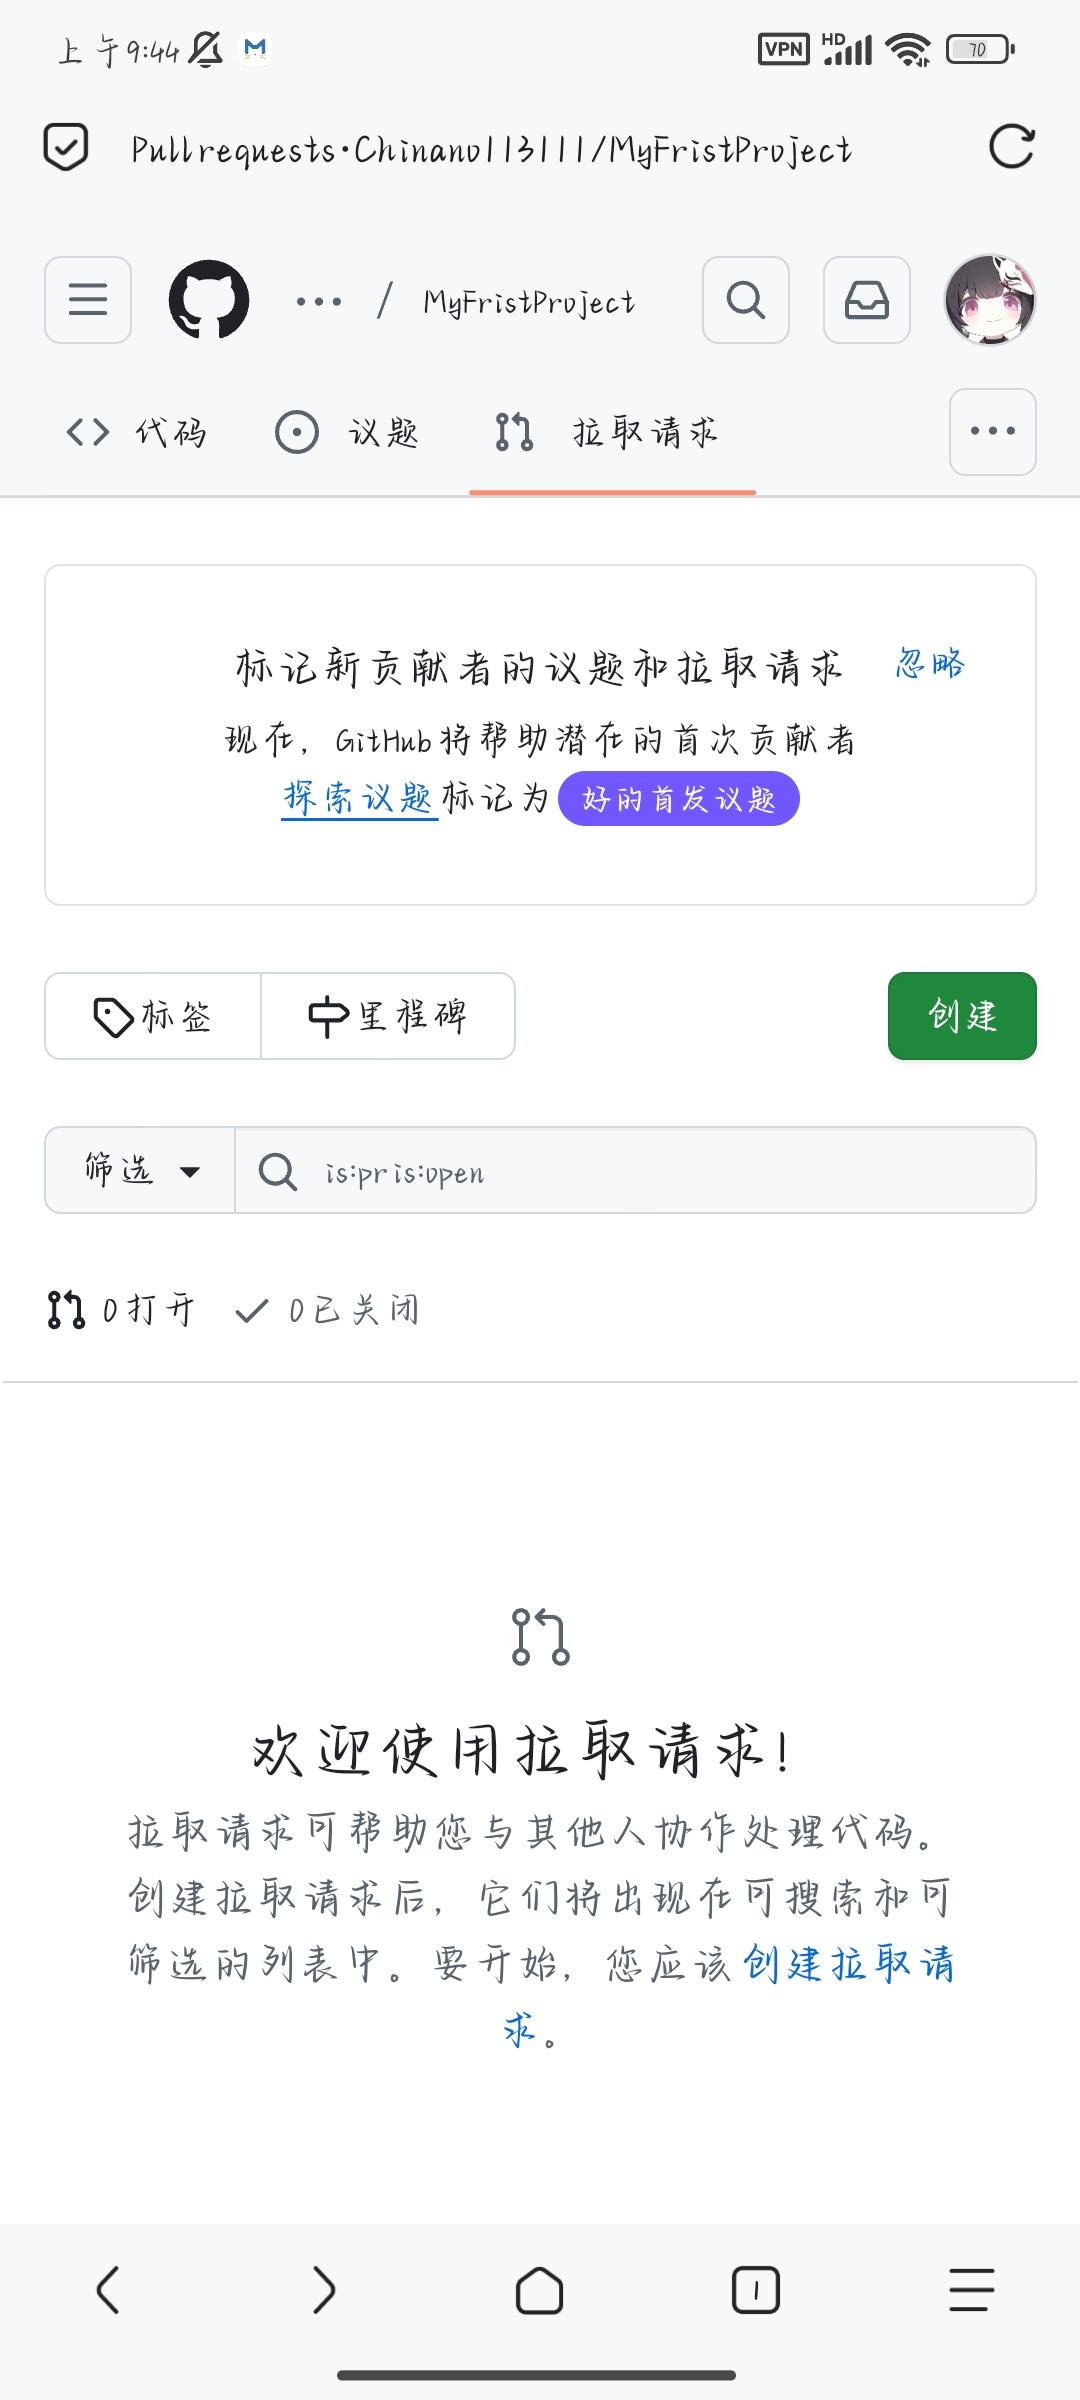 上午9:44 VPN HD 70
Pullrequests·Chinano113111/MyFristProject
/ MyFristProject
代码 议题 拉取请求
标记新贡献者的议题和拉取请求 忽略
现在，GitHub将帮助潜在的首次贡献者
探索议题标记为 好的首发议题
标签 里程碑 创建
筛选 is:pris:open
0打开 0已关闭
欢迎使用拉取请求!
拉取请求可帮助您与其他人协作处理代码。
创建拉取请求后，它们将出现在可搜索和可
筛选的列表中。要开始，您应该创建拉取请
求。
1